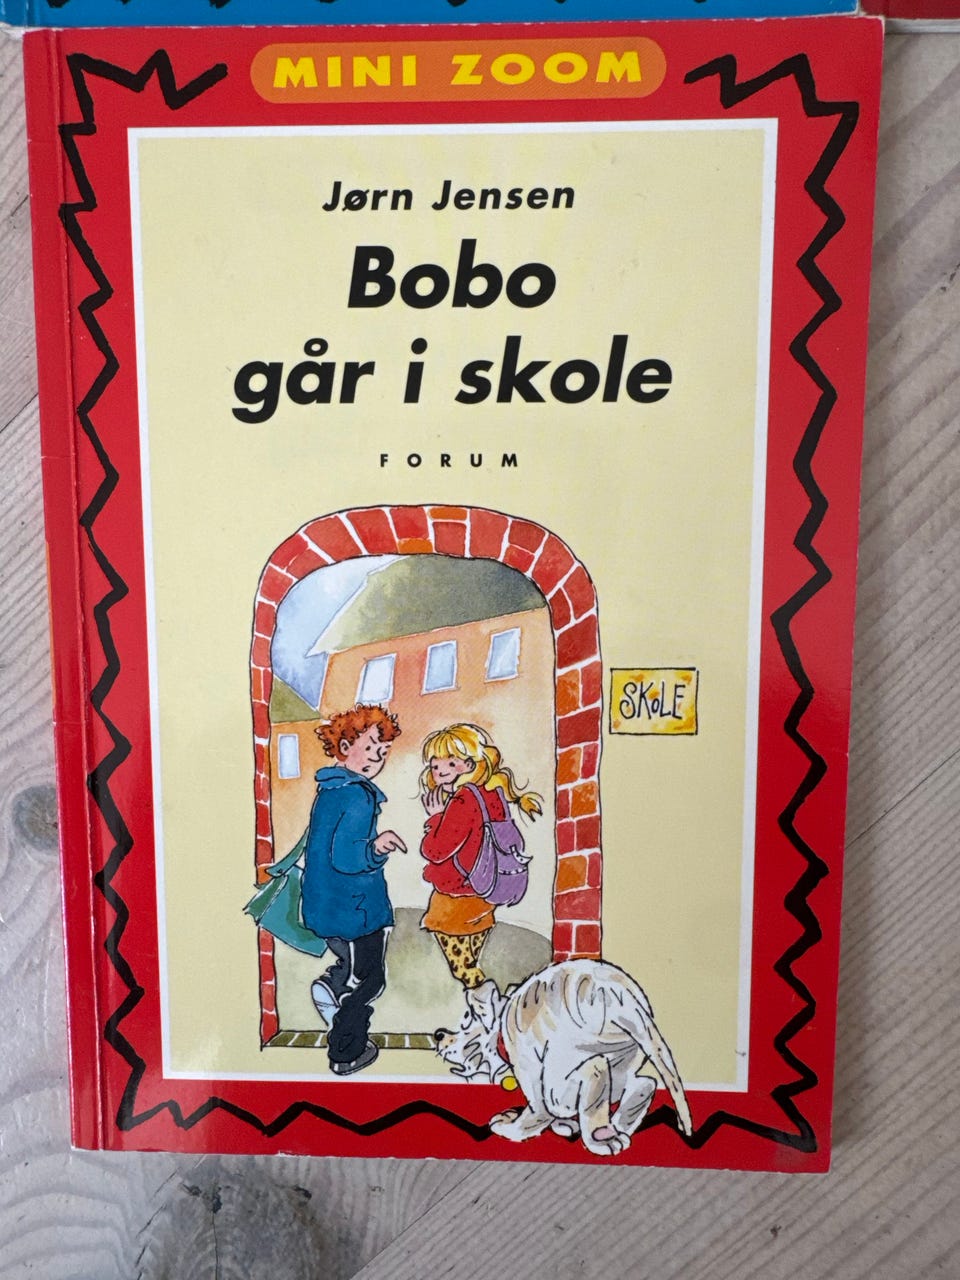 MINI ZOOM
Jørn Jensen
Bobo
går i skole
FORUM
SKOLE